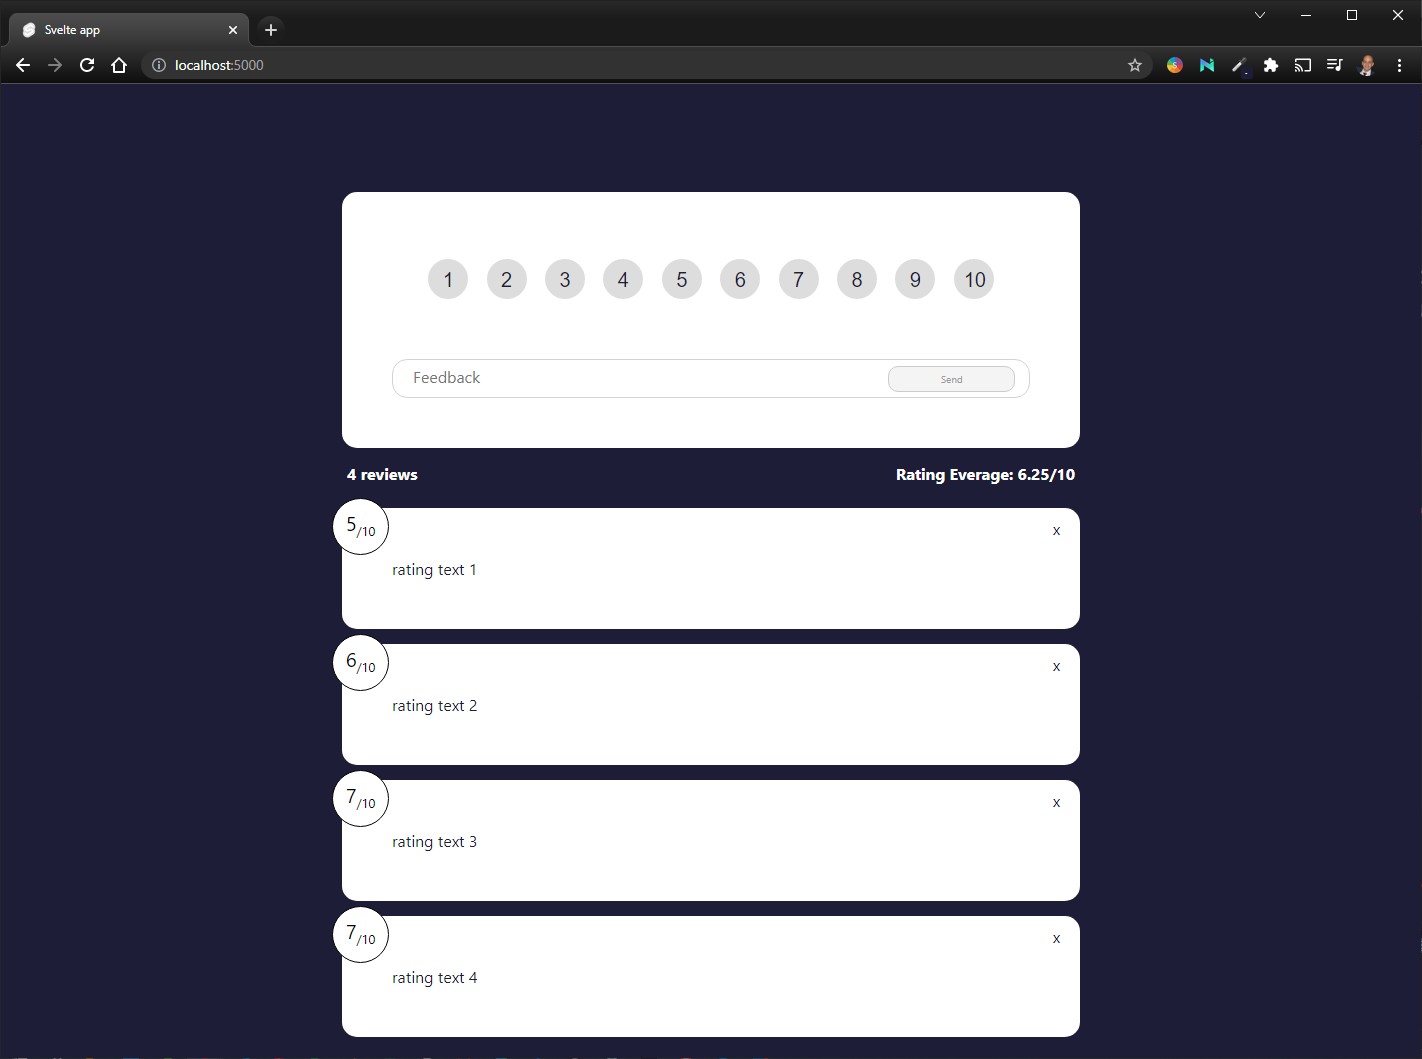 Svelte app
localhost:5000
1 2 3 4 5 6 7 8 9 10
Feedback Send
4 reviews Rating Everage: 6.25/10
5/10 x
rating text 1
6/10 x
rating text 2
7/10 x
rating text 3
7/10 x
rating text 4